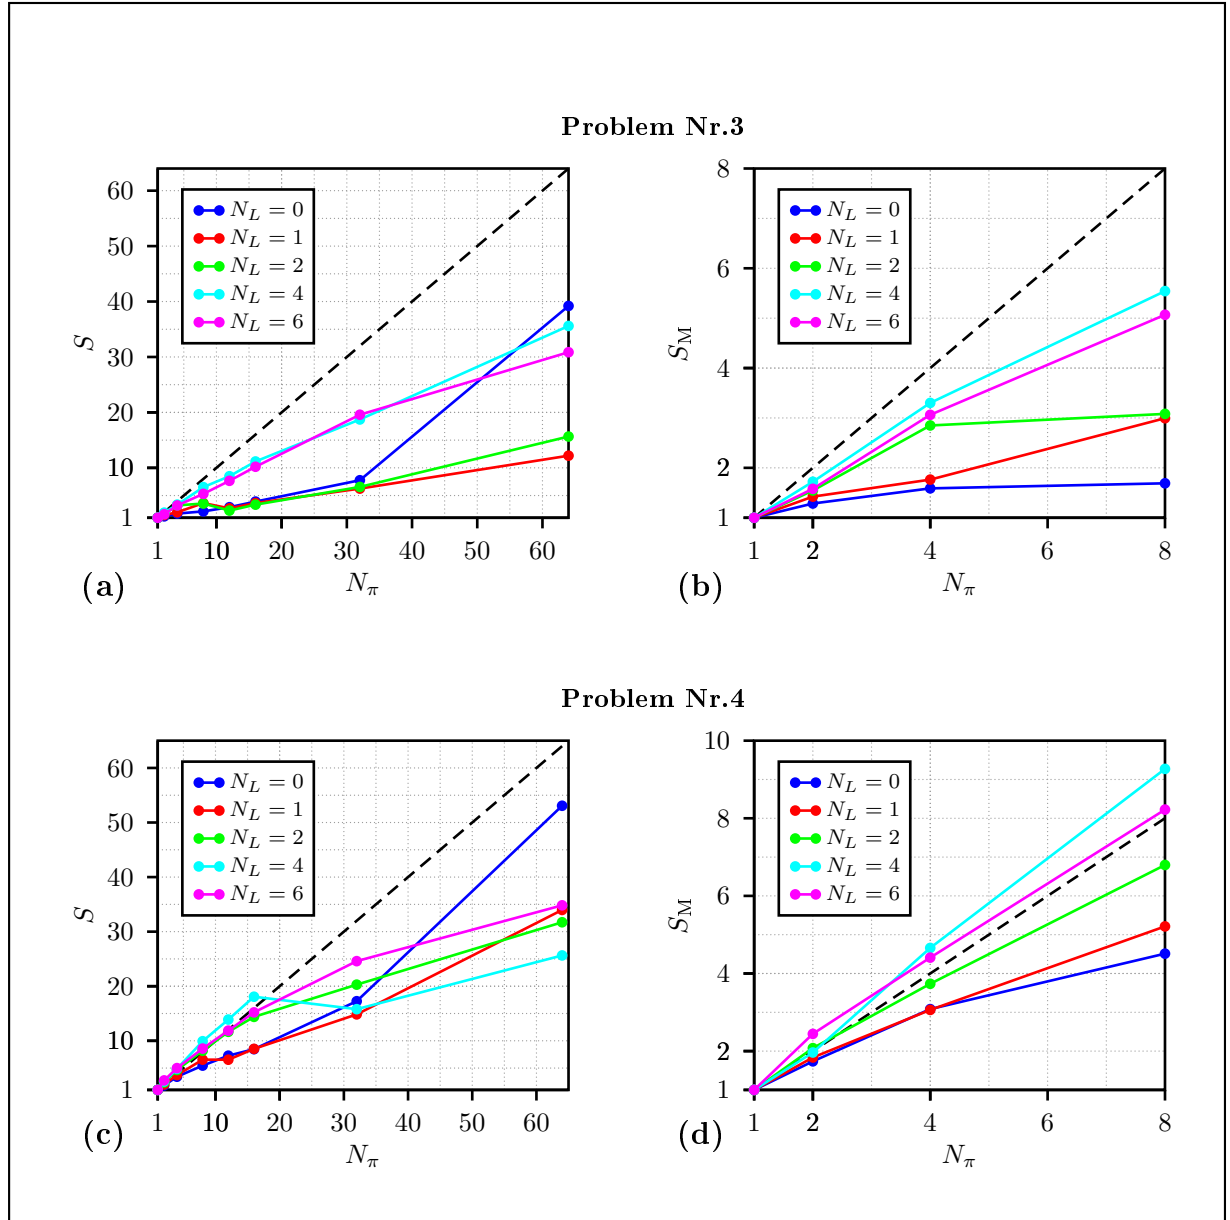 Problem Nr.3
60
50
40
30
20
10
1
S
N_L = 0
N_L = 1
N_L = 2
N_L = 4
N_L = 6
1 10 20 30 40 50 60
N_π
(a)
8
6
4
2
1
S_M
N_L = 0
N_L = 1
N_L = 2
N_L = 4
N_L = 6
1 2 4 6 8
N_π
(b)
Problem Nr.4
60
50
40
30
20
10
1
S
N_L = 0
N_L = 1
N_L = 2
N_L = 4
N_L = 6
1 10 20 30 40 50 60
N_π
(c)
10
8
6
4
2
1
S_M
N_L = 0
N_L = 1
N_L = 2
N_L = 4
N_L = 6
1 2 4 6 8
N_π
(d)